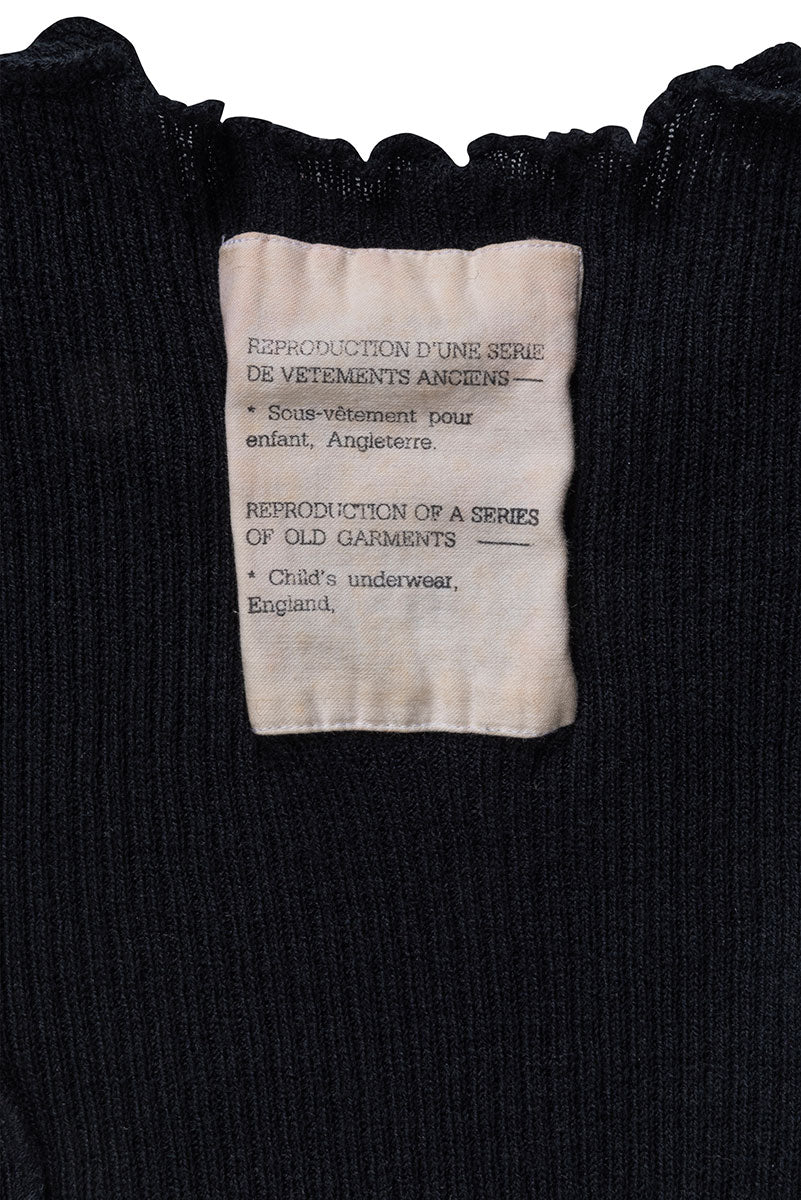 REPRODUCTION D'UNE SERIE
DE VETEMENTS ANCIENS —
* Sous-vêtement pour
enfant, Angleterre.
REPRODUCTION OF A SERIES
OF OLD GARMENTS —
* Child's underwear,
England,